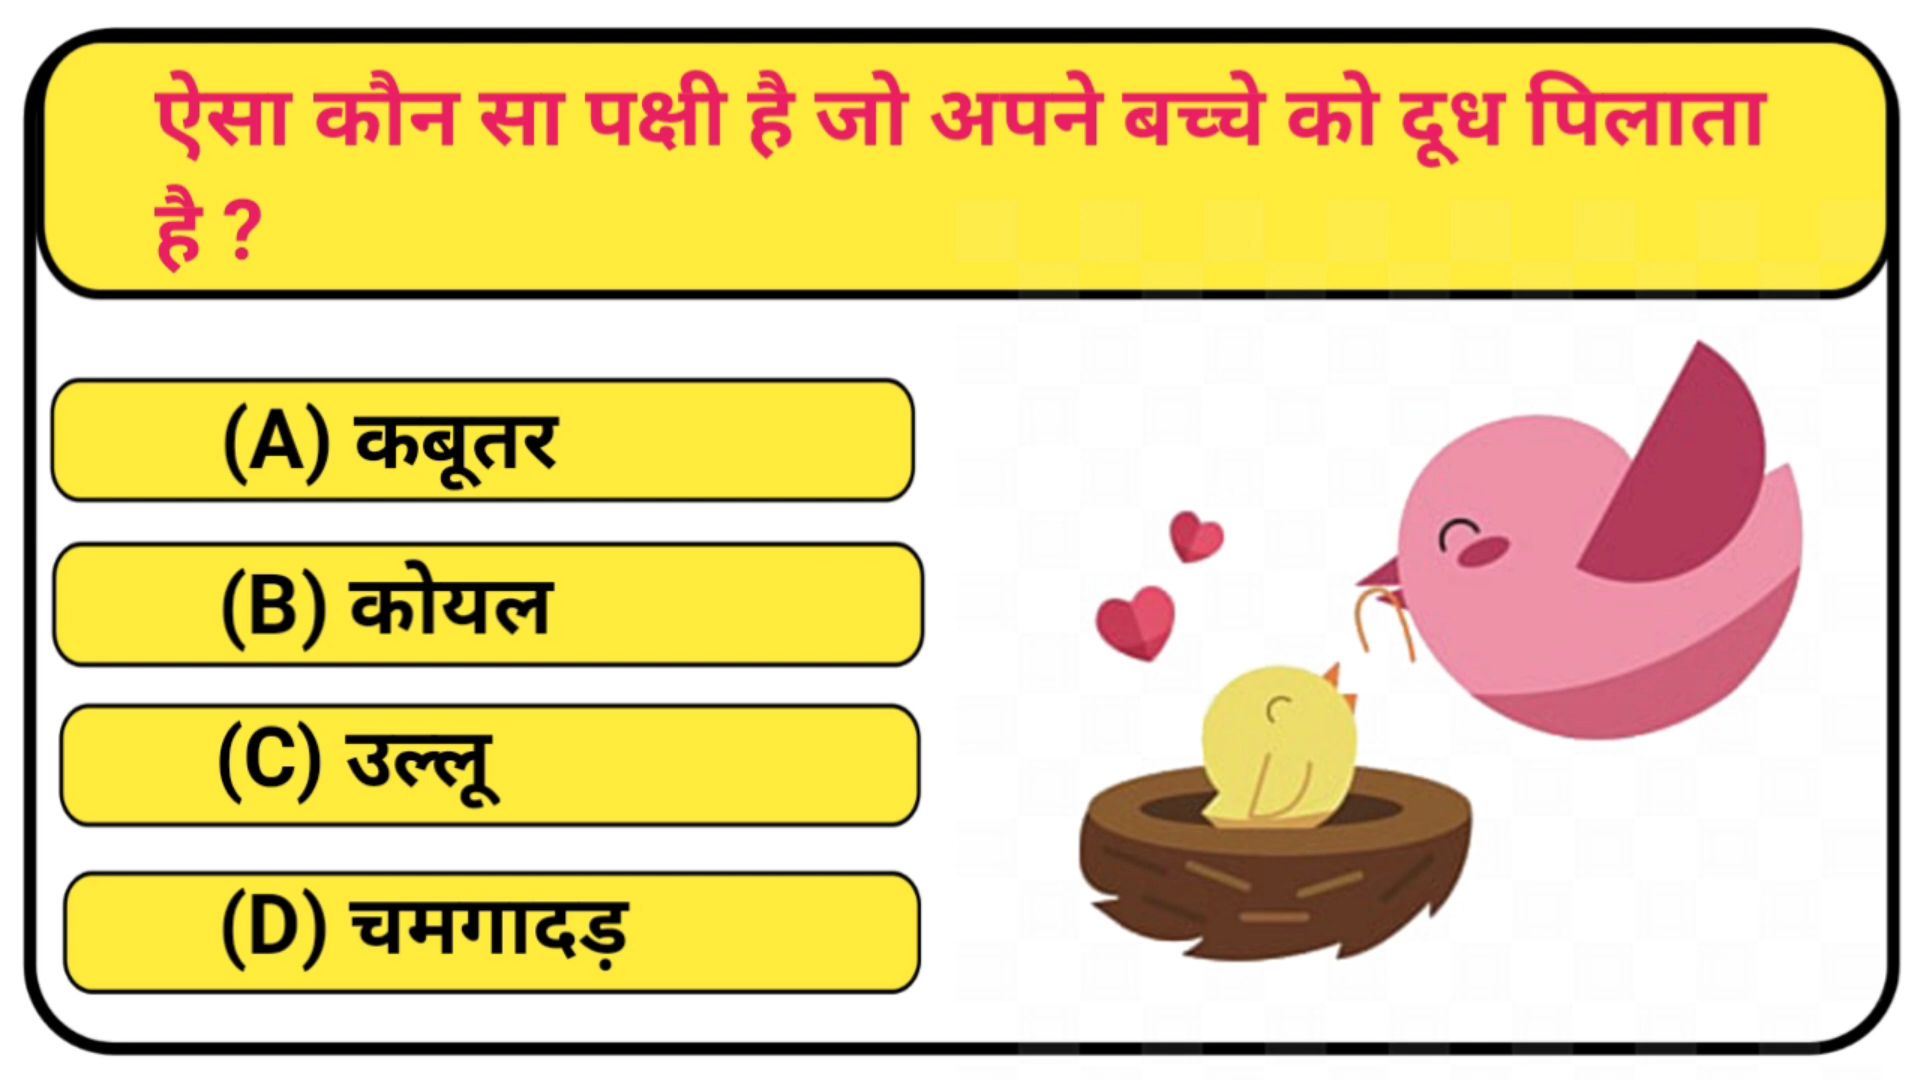 ऐसा कौन सा पक्षी है जो अपने बच्चे को दूध पिलाता
है ?
(A) कबूतर
(B) कोयल
(C) उल्लू
(D) चमगादड़